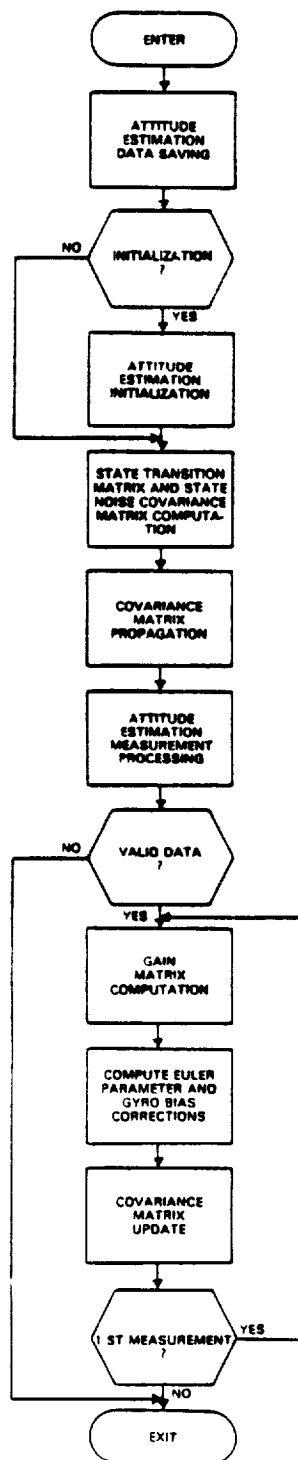 ENTER
ATTITUDE
ESTIMATION
DATA SAVING
NO
INITIALIZATION
?
YES
ATTITUDE
ESTIMATION
INITIALIZATION
STATE TRANSITION
MATRIX AND STATE
NOISE COVARIANCE
MATRIX COMPUTA-
TION
COVARIANCE
MATRIX
PROPAGATION
ATTITUDE
ESTIMATION
MEASUREMENT
PROCESSING
NO
VALID DATA
?
YES
GAIN
MATRIX
COMPUTATION
COMPUTE EULER
PARAMETER AND
GYRO BIAS
CORRECTIONS
COVARIANCE
MATRIX
UPDATE
1 ST MEASUREMENT
?
YES
NO
EXIT